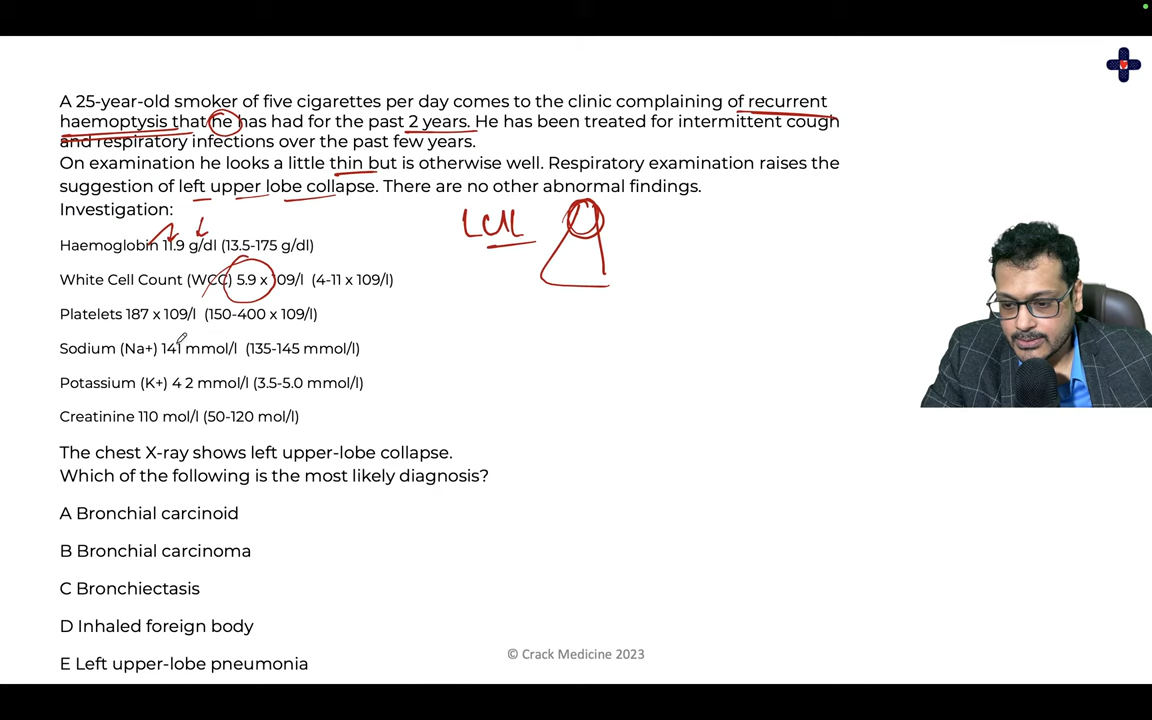 A 25-year-old smoker of five cigarettes per day comes to the clinic complaining of recurrent
haemoptysis that he has had for the past 2 years. He has been treated for intermittent cough
and respiratory infections over the past few years.
On examination he looks a little thin but is otherwise well. Respiratory examination raises the
suggestion of left upper lobe collapse. There are no other abnormal findings.
Investigation:
LUL
Haemoglobin 11.9 g/dl (13.5-175 g/dl)
White Cell Count (WCC) 5.9 x 109/l (4-11 x 109/l)
Platelets 187 x 109/l (150-400 x 109/l)
Sodium (Na+) 141 mmol/l (135-145 mmol/l)
Potassium (K+) 4 2 mmol/l (3.5-5.0 mmol/l)
Creatinine 110 mol/l (50-120 mol/l)
The chest X-ray shows left upper-lobe collapse.
Which of the following is the most likely diagnosis?
A Bronchial carcinoid
B Bronchial carcinoma
C Bronchiectasis
D Inhaled foreign body
E Left upper-lobe pneumonia
© Crack Medicine 2023